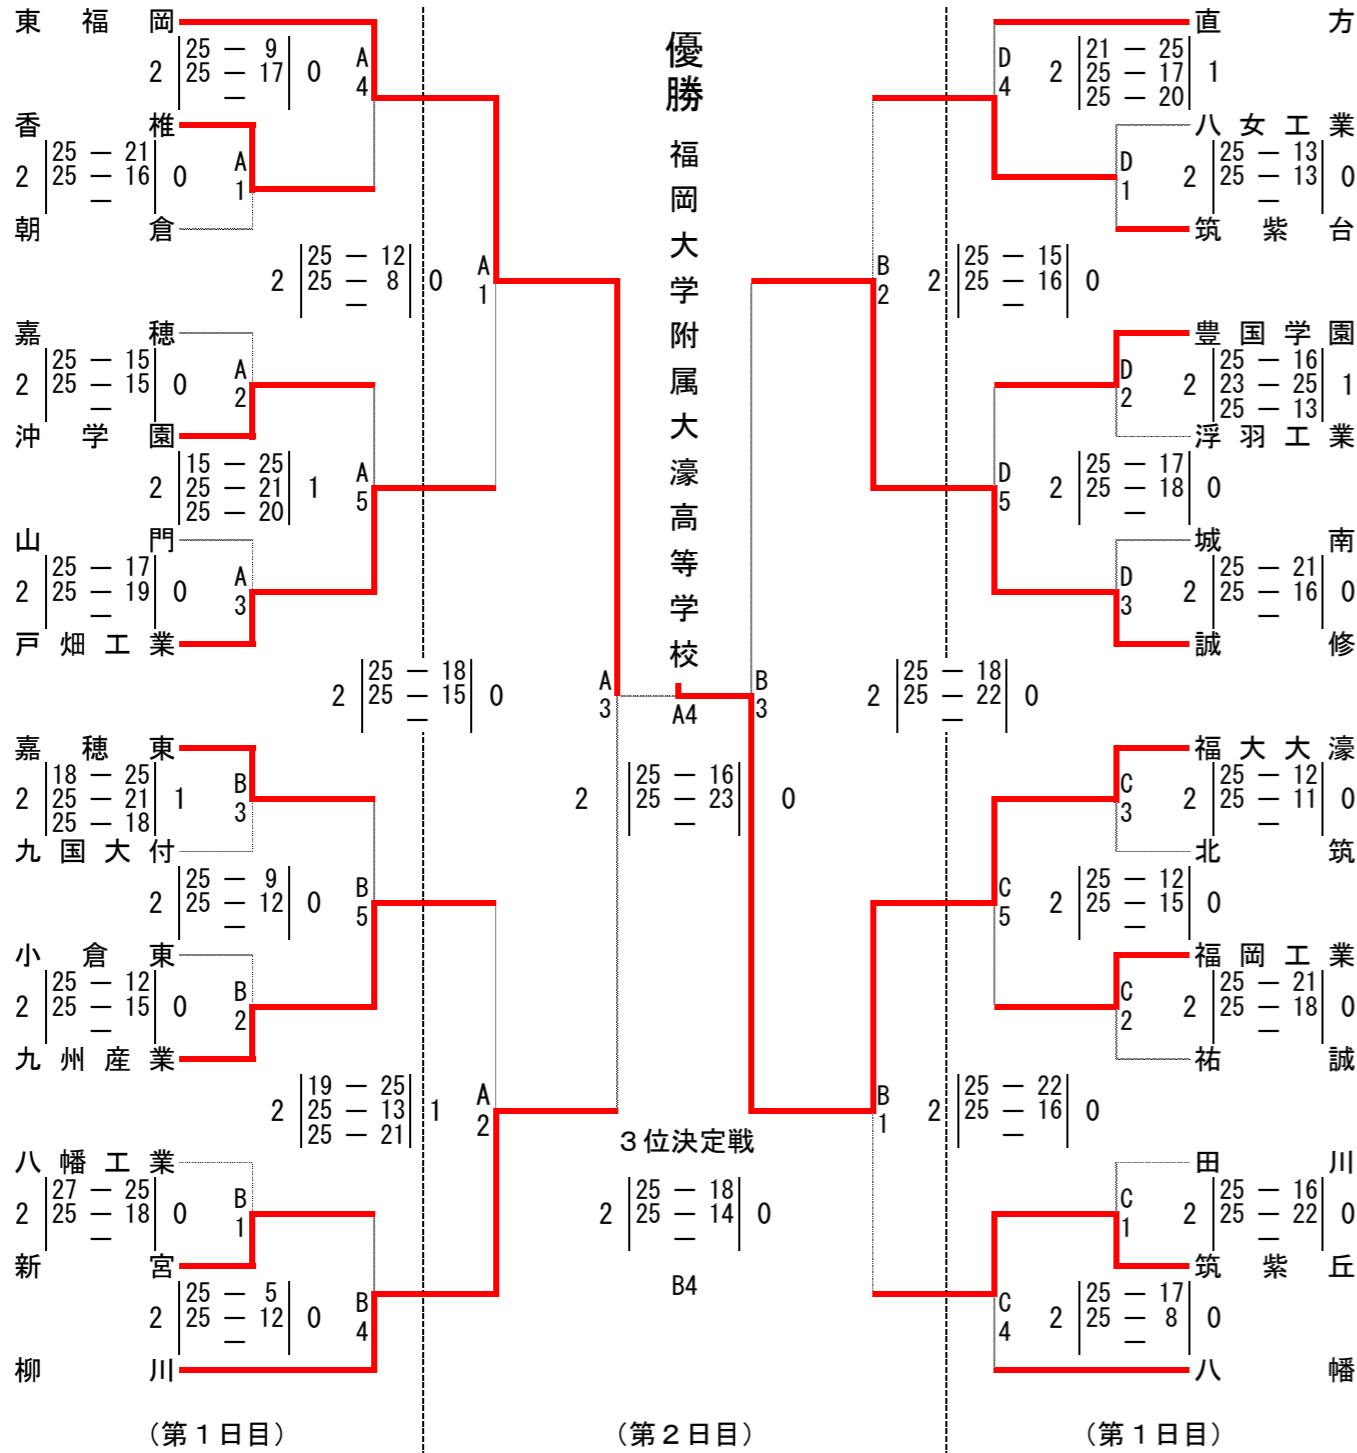 東福岡
2 25 — 9 0
25 — 17
—
A4
香椎
2 25 — 21 0
25 — 16
—
A1
朝倉
2 25 — 12 0
25 — 8
—
A1
嘉穂
2 25 — 15 0
25 — 15
—
A2
沖学園
2 15 — 25 1
25 — 21
25 — 20
A5
山門
2 25 — 17 0
25 — 19
—
A3
戸畑工業
2 25 — 18 0
25 — 15
—
A3
嘉穂東
2 18 — 25 1
25 — 21
25 — 18
B3
九国大付
2 25 — 9 0
25 — 12
—
B5
小倉東
2 25 — 12 0
25 — 15
—
B2
九州産業
2 19 — 25 1
25 — 13
25 — 21
A2
八幡工業
2 27 — 25 0
25 — 18
—
B1
新宮
2 25 — 5 0
25 — 12
—
B4
柳川
(第1日目)
優勝
福岡大学附属大濠高等学校
A4
2 25 — 16 0
25 — 23
—
3位決定戦
2 25 — 18 0
25 — 14
—
B4
(第2日目)
直方
D4
2 21 — 25 1
25 — 17
25 — 20
八女工業
D1
2 25 — 13 0
25 — 13
—
筑紫台
B2
2 25 — 15 0
25 — 16
—
豊国学園
D2
2 25 — 16 1
23 — 25
25 — 13
浮羽工業
D5
2 25 — 17 0
25 — 18
—
城南
D3
2 25 — 21 0
25 — 16
—
誠修
B3
2 25 — 18 0
25 — 22
—
福大大濠
C3
2 25 — 12 0
25 — 11
—
北筑
C5
2 25 — 12 0
25 — 15
—
福岡工業
C2
2 25 — 21 0
25 — 18
—
祐誠
B1
2 25 — 22 0
25 — 16
—
田川
C1
2 25 — 16 0
25 — 22
—
筑紫丘
C4
2 25 — 17 0
25 — 8
—
八幡
(第1日目)